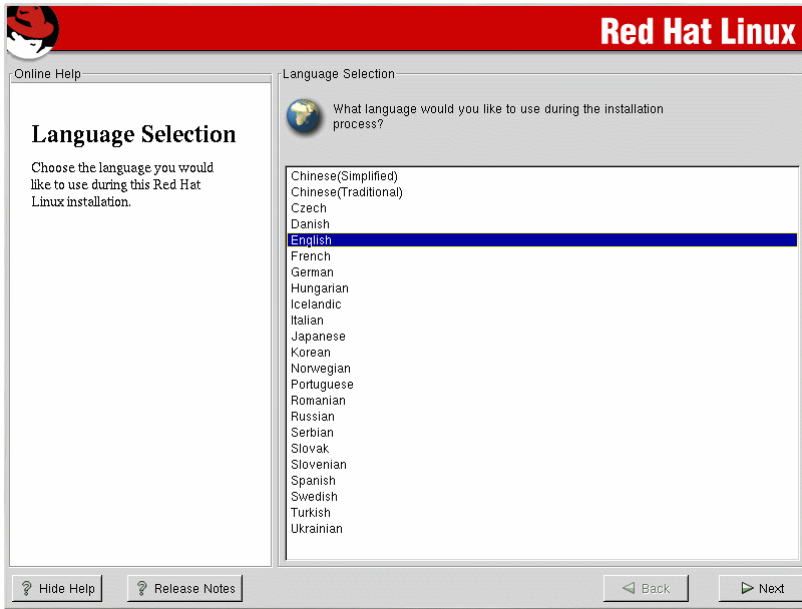 Red Hat Linux
Online Help
Language Selection
Choose the language you would
like to use during this Red Hat
Linux installation.
Language Selection
What language would you like to use during the installation
process?
Chinese(Simplified)
Chinese(Traditional)
Czech
Danish
English
French
German
Hungarian
Icelandic
Italian
Japanese
Korean
Norwegian
Portuguese
Romanian
Russian
Serbian
Slovak
Slovenian
Spanish
Swedish
Turkish
Ukrainian
? Hide Help
? Release Notes
Back
Next